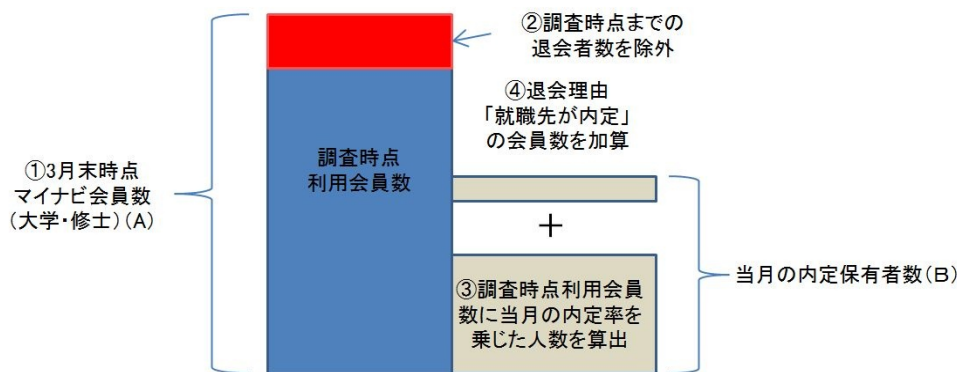 ②調査時点までの
退会者数を除外
④退会理由
「就職先が内定」
の会員数を加算
①3月末時点
マイナビ会員数
(大学・修士)(A)
調査時点
利用会員数
+
当月の内定保有者数(B)
③調査時点利用会員
数に当月の内定率を
乗じた人数を算出